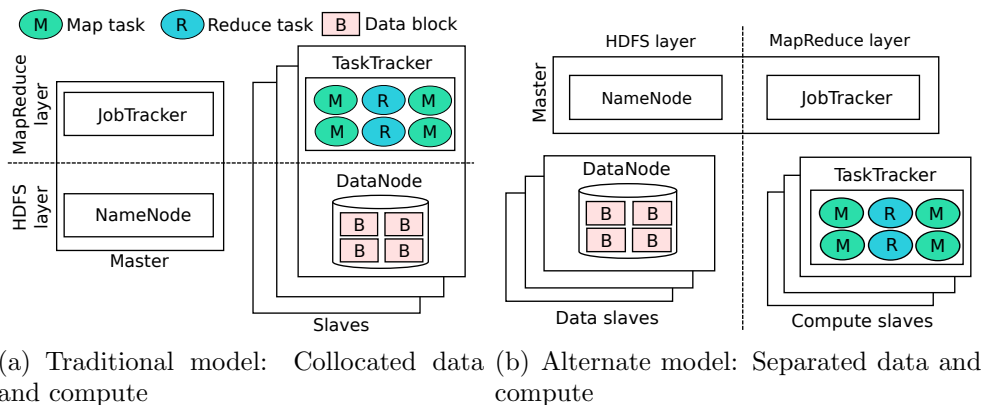 M Map task R Reduce task B Data block
MapReduce
layer
HDFS
layer
JobTracker
NameNode
Master
TaskTracker
M R M
M R M
DataNode
B B
B B
Slaves
(a) Traditional model: Collocated data
and compute
HDFS layer
MapReduce layer
Master
NameNode
JobTracker
DataNode
B B
B B
Data slaves
TaskTracker
M R M
M R M
Compute slaves
(b) Alternate model: Separated data and
compute